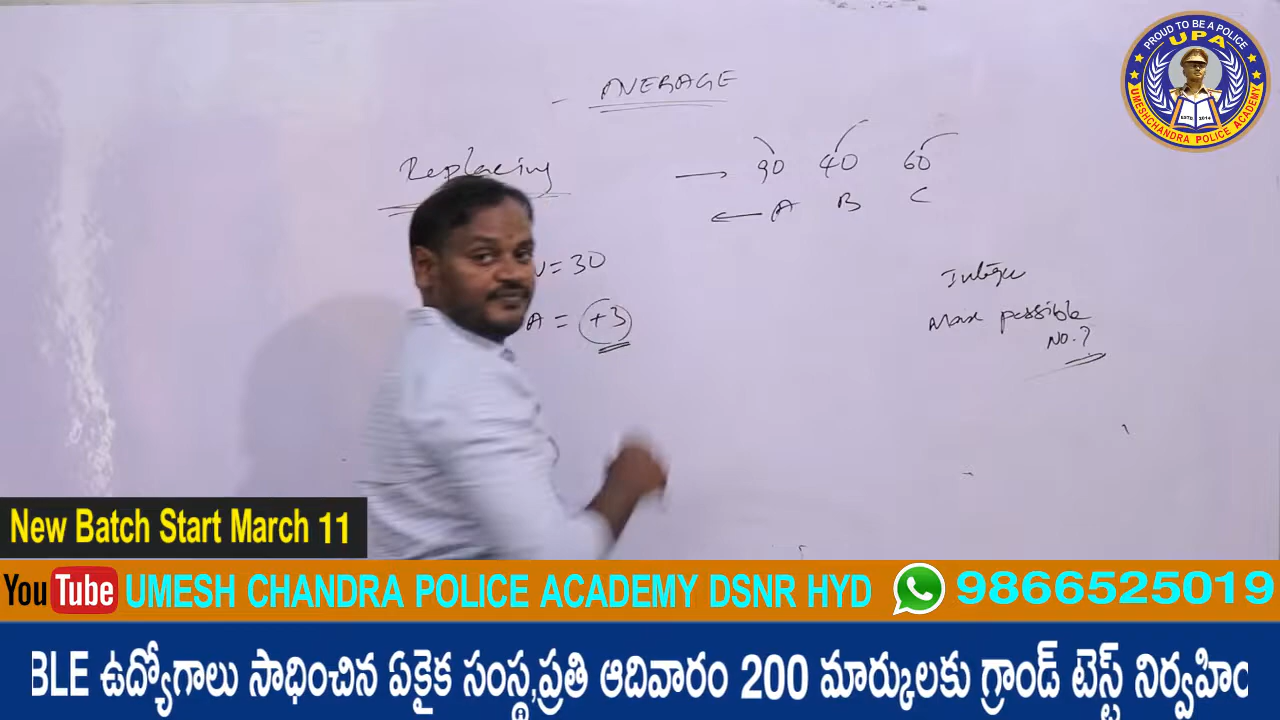 - AVERAGE
Replacing → 90 40 60
← A B C
N = 30
A = +3
Integer
Max possible
No.?
PROUD TO BE A POLICE
UPA
ESTD 2014
UMESHCHANDRA POLICE ACADEMY
New Batch Start March 11
YouTube UMESH CHANDRA POLICE ACADEMY DSNR HYD 9866525019
BLE ఉద్యోగాలు సాధించిన ఏకైక సంస్థ,ప్రతి ఆదివారం 200 మార్కులకు గ్రాండ్ టెస్ట్ నిర్వహిం